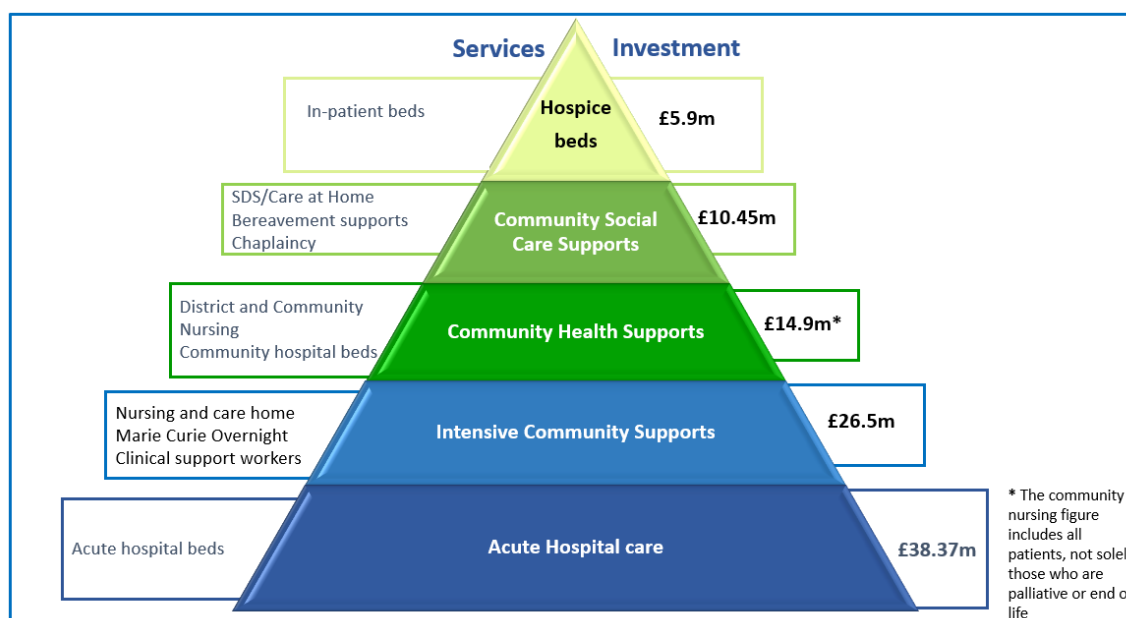 Services Investment
Hospice
beds
In-patient beds
£5.9m
SDS/Care at Home
Bereavement supports
Chaplaincy
Community Social
Care Supports
£10.45m
District and Community
Nursing
Community hospital beds
Community Health Supports
£14.9m*
Nursing and care home
Marie Curie Overnight
Clinical support workers
Intensive Community Supports
£26.5m
Acute hospital beds
Acute Hospital care
£38.37m
* The community
nursing figure
includes all
patients, not
those who are
palliative or end
life